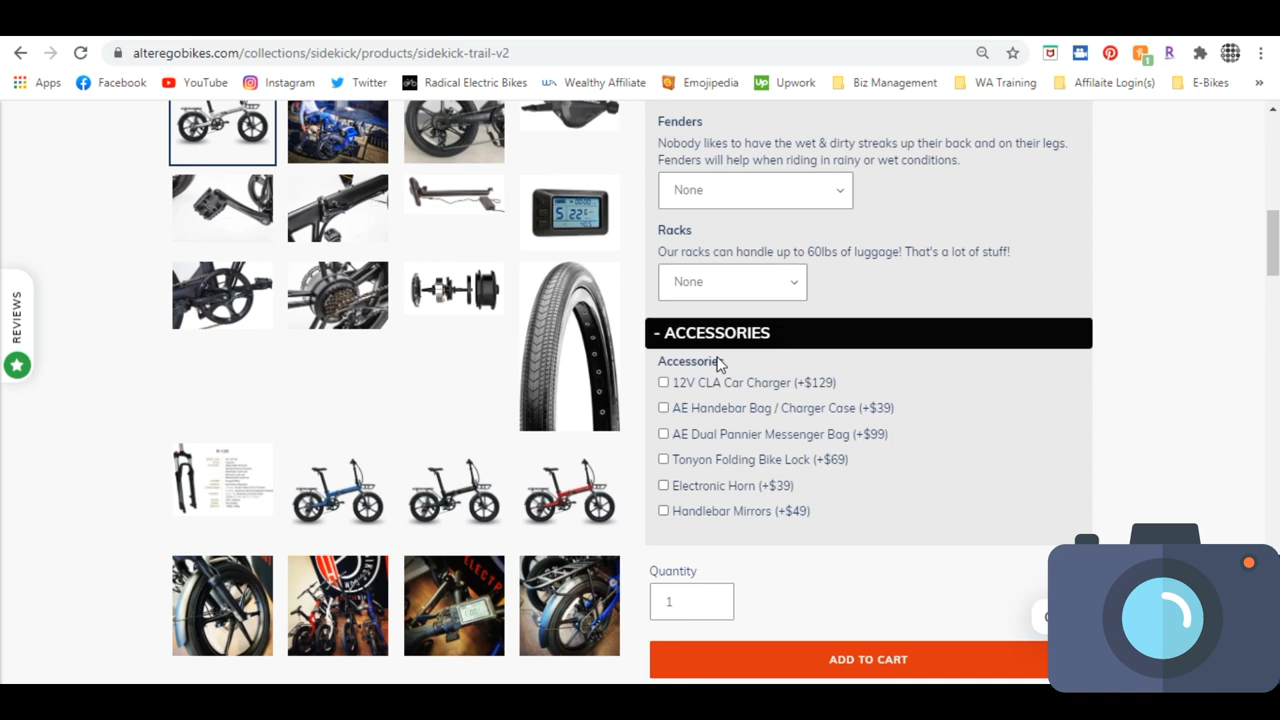 alteregobikes.com/collections/sidekick/products/sidekick-trail-v2
Apps Facebook YouTube Instagram Twitter Radical Electric Bikes Wealthy Affiliate Emojipedia Upwork Biz Management WA Training Affilaite Login(s) E-Bikes »
Fenders
Nobody likes to have the wet & dirty streaks up their back and on their legs.
Fenders will help when riding in rainy or wet conditions.
None
Racks
Our racks can handle up to 60lbs of luggage! That's a lot of stuff!
None
- ACCESSORIES
Accessories
12V CLA Car Charger (+$129)
AE Handebar Bag / Charger Case (+$39)
AE Dual Pannier Messenger Bag (+$99)
Tonyon Folding Bike Lock (+$69)
Electronic Horn (+$39)
Handlebar Mirrors (+$49)
Quantity
1
ADD TO CART
REVIEWS